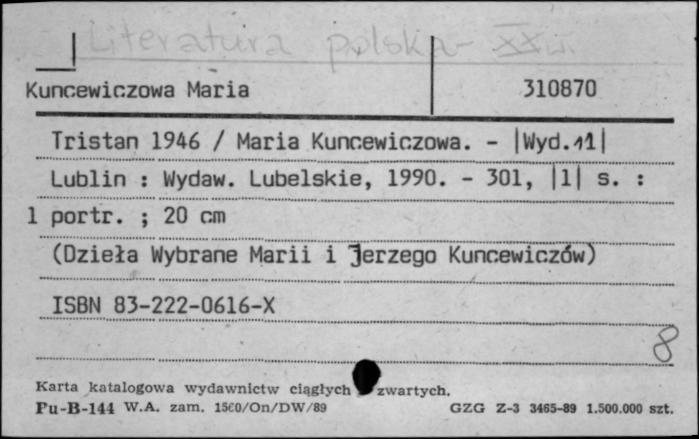 Literatura polska - XX w.
Kuncewiczowa Maria 310870
Tristan 1946 / Maria Kuncewiczowa. - |Wyd.11|
Lublin : Wydaw. Lubelskie, 1990. - 301, |1| s. :
1 portr. ; 20 cm
(Dzieła Wybrane Marii i Jerzego Kuncewiczów)
ISBN 83-222-0616-X
8
Karta katalogowa wydawnictw ciągłych zwartych.
Pu-B-144 W.A. zam. 1560/On/DW/89 GZG Z-3 3465-89 1.500.000 szt.